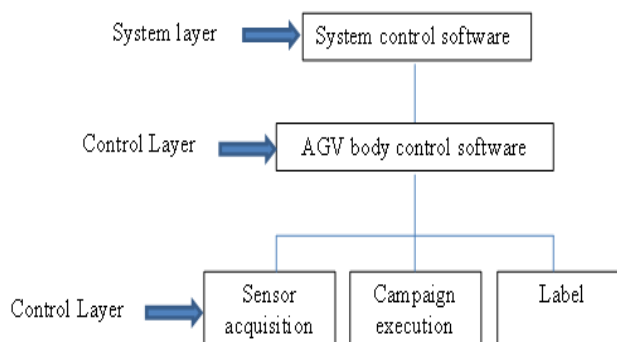 System layer
System control software
Control Layer
AGV body control software
Control Layer
Sensor
acquisition
Campaign
execution
Label